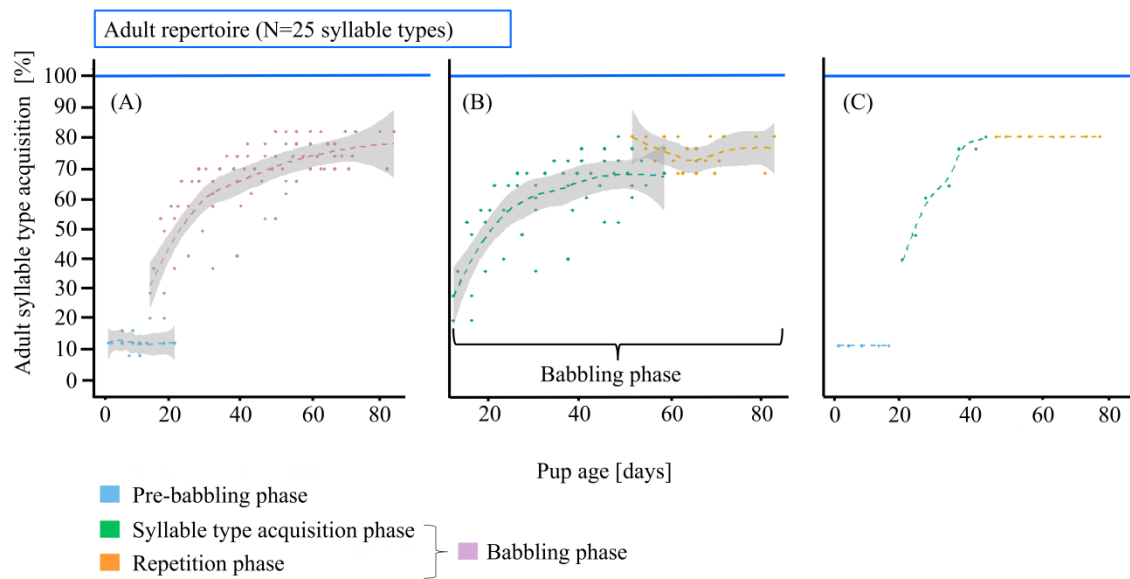 Adult repertoire (N=25 syllable types)
Adult syllable type acquisition [%]
100
90
80
70
60
50
40
30
20
10
0
(A)
(B)
(C)
Babbling phase
0 20 40 60 80
20 40 60 80
0 20 40 60 80
Pup age [days]
Pre-babbling phase
Syllable type acquisition phase
Repetition phase
Babbling phase